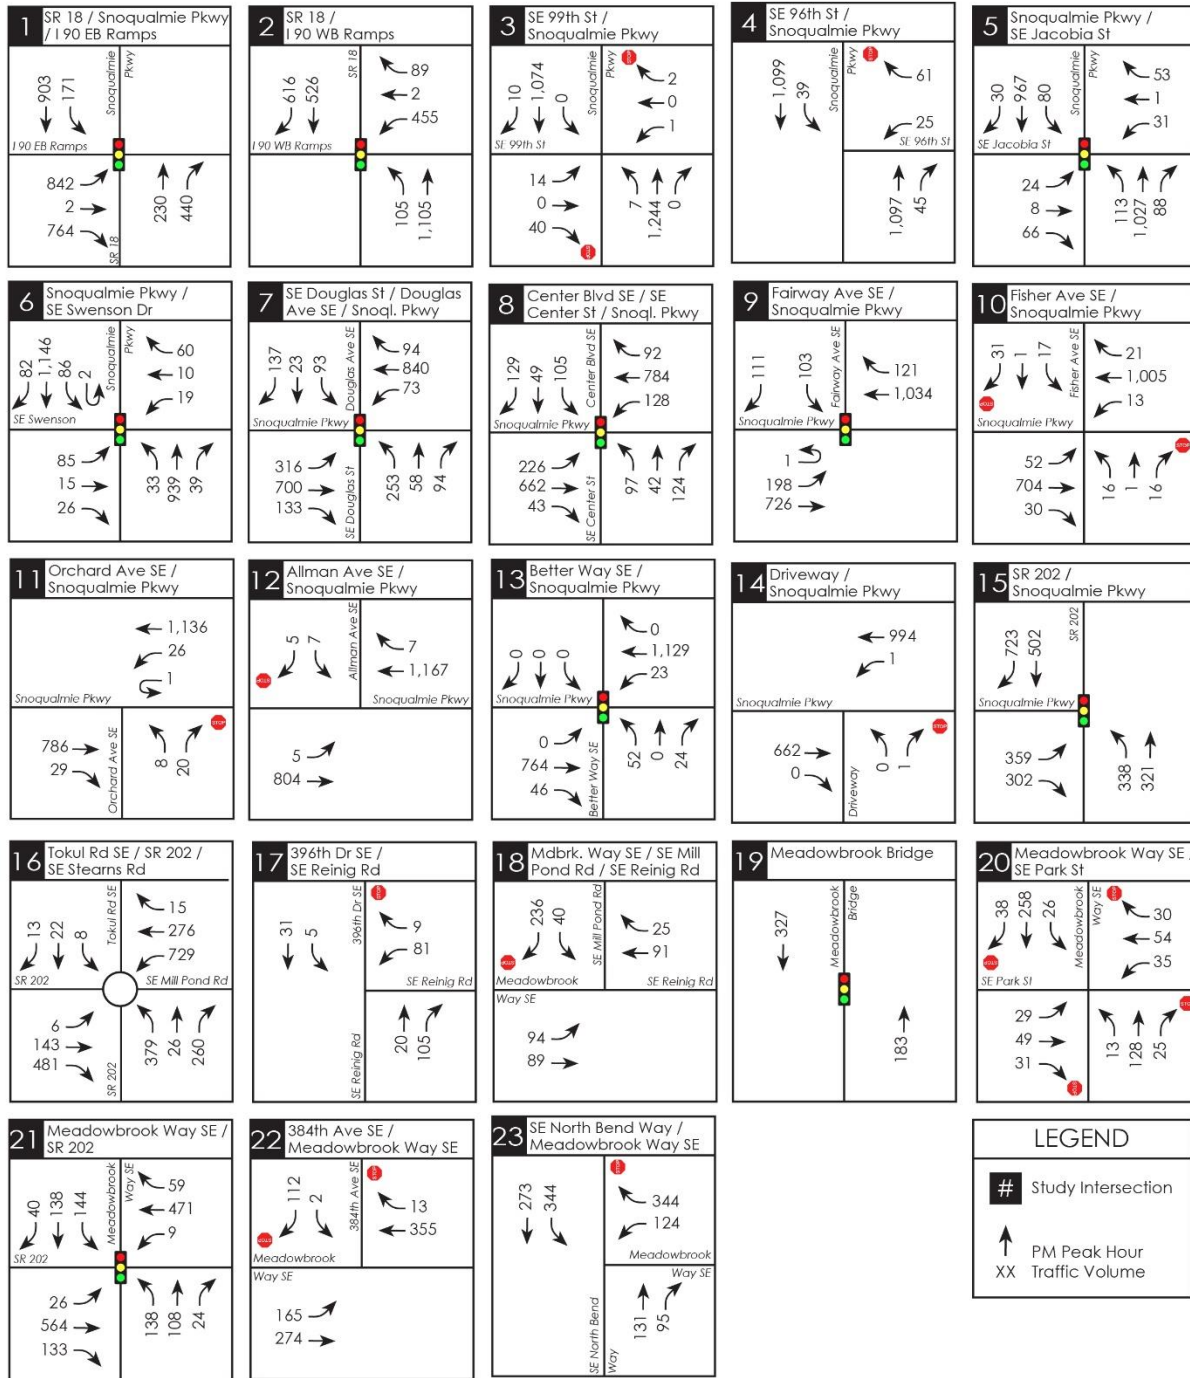 1
SR 18 / Snoqualmie Pkwy
/ I 90 EB Ramps
903
171
Snoqualmie
Pkwy
I 90 EB Ramps
842
2
764
SR 18
230
440
2
SR 18 /
I 90 WB Ramps
616
526
SR 18
89
2
455
I 90 WB Ramps
105
1,105
3
SE 99th St /
Snoqualmie Pkwy
10
1,074
0
Snoqualmie
Pkwy
STOP
2
0
1
SE 99th St
14
0
40
STOP
7
1,244
0
4
SE 96th St /
Snoqualmie Pkwy
1,099
39
Snoqualmie
Pkwy
STOP
61
25
SE 96th St
1,097
45
5
Snoqualmie Pkwy /
SE Jacobia St
30
967
80
Snoqualmie
Pkwy
53
1
31
SE Jacobia St
24
8
66
113
1,027
88
6
Snoqualmie Pkwy /
SE Swenson Dr
82
1,146
86
2
Snoqualmie
Pkwy
60
10
19
SE Swenson
85
15
26
33
939
39
7
SE Douglas St / Douglas
Ave SE / Snoql. Pkwy
137
23
93
Douglas Ave SE
94
840
73
Snoqualmie Pkwy
316
700
133
SE Douglas St
253
58
94
8
Center Blvd SE / SE
Center St / Snoql. Pkwy
129
49
105
Center Blvd SE
92
784
128
Snoqualmie Pkwy
226
662
43
SE Center St
97
42
124
9
Fairway Ave SE /
Snoqualmie Pkwy
111
103
Fairway Ave SE
121
1,034
Snoqualmie Pkwy
1
198
726
10
Fisher Ave SE /
Snoqualmie Pkwy
31
1
17
Fisher Ave SE
21
1,005
13
STOP
Snoqualmie Pkwy
52
704
30
16
1
16
STOP
11
Orchard Ave SE /
Snoqualmie Pkwy
1,136
26
1
Snoqualmie Pkwy
786
29
Orchard Ave SE
8
20
STOP
12
Allman Ave SE /
Snoqualmie Pkwy
5
7
Allman Ave SE
7
1,167
STOP
Snoqualmie Pkwy
5
804
13
Better Way SE /
Snoqualmie Pkwy
0
0
0
0
1,129
23
Snoqualmie Pkwy
0
764
46
Better Way SE
52
0
24
14
Driveway /
Snoqualmie Pkwy
994
1
Snoqualmie Pkwy
662
0
Driveway
0
1
STOP
15
SR 202 /
Snoqualmie Pkwy
723
502
SR 202
Snoqualmie Pkwy
359
302
338
321
16
Tokul Rd SE / SR 202 /
SE Stearns Rd
13
22
8
Tokul Rd SE
15
276
729
SR 202
SE Mill Pond Rd
6
143
481
SR 202
379
26
260
17
396th Dr SE /
SE Reinig Rd
31
5
396th Dr SE
STOP
9
81
SE Reinig Rd
SE Reinig Rd
20
105
18
Mdbrk. Way SE / SE Mill
Pond Rd / SE Reinig Rd
236
40
SE Mill Pond Rd
25
91
STOP
Meadowbrook
SE Reinig Rd
Way SE
94
89
19
Meadowbrook Bridge
327
Meadowbrook
Bridge
183
20
Meadowbrook Way SE /
SE Park St
38
258
26
Meadowbrook
Way SE
STOP
30
54
35
STOP
SE Park St
29
49
31
STOP
13
128
25
STOP
21
Meadowbrook Way SE /
SR 202
40
138
144
Meadowbrook
Way SE
59
471
9
SR 202
26
564
133
138
108
24
22
384th Ave SE /
Meadowbrook Way SE
112
2
384th Ave SE
STOP
13
355
STOP
Meadowbrook
Way SE
165
274
23
SE North Bend Way /
Meadowbrook Way SE
273
344
STOP
344
124
Meadowbrook
Way SE
SE North Bend
Way
131
95
LEGEND
# Study Intersection
PM Peak Hour
XX Traffic Volume